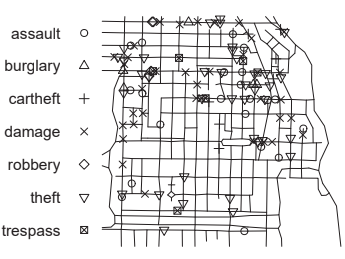 assault
burglary
cartheft
damage
robbery
theft
trespass